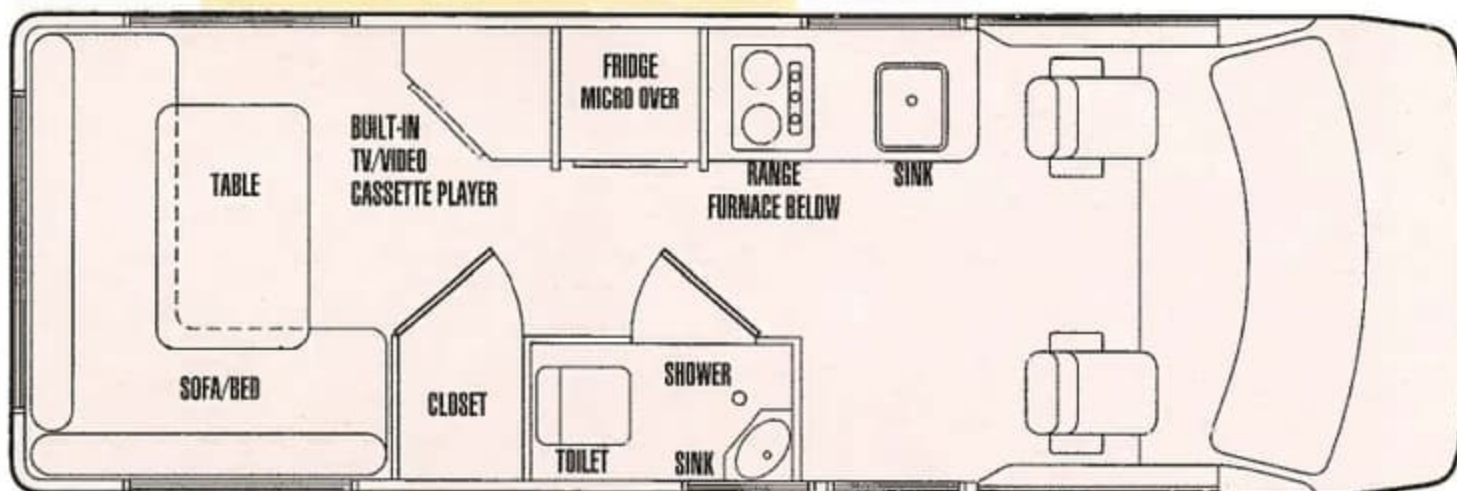 FRIDGE
MICRO OVER
BUILT-IN
TV/VIDEO
CASSETTE PLAYER
TABLE
RANGE
FURNACE BELOW
SINK
SOFA/BED
CLOSET
SHOWER
TOILET
SINK